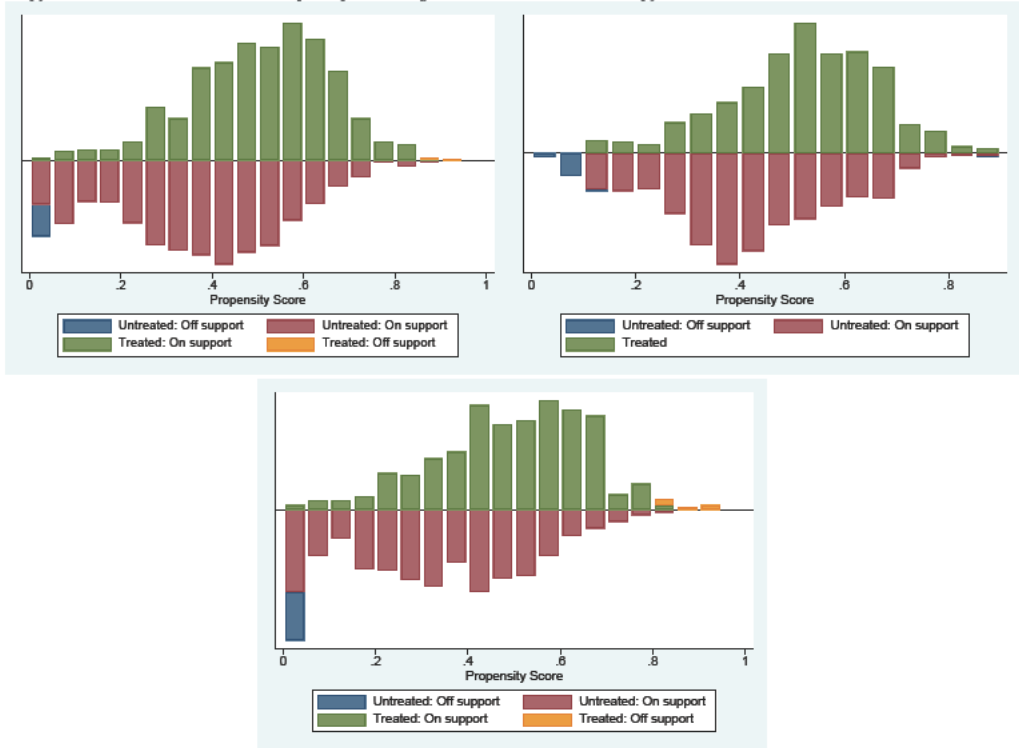 0 .2 .4 .6 .8 1
Propensity Score
Untreated: Off support Untreated: On support
Treated: On support Treated: Off support
0 .2 .4 .6 .8
Propensity Score
Untreated: Off support Untreated: On support
Treated
0 .2 .4 .6 .8 1
Propensity Score
Untreated: Off support Untreated: On support
Treated: On support Treated: Off support